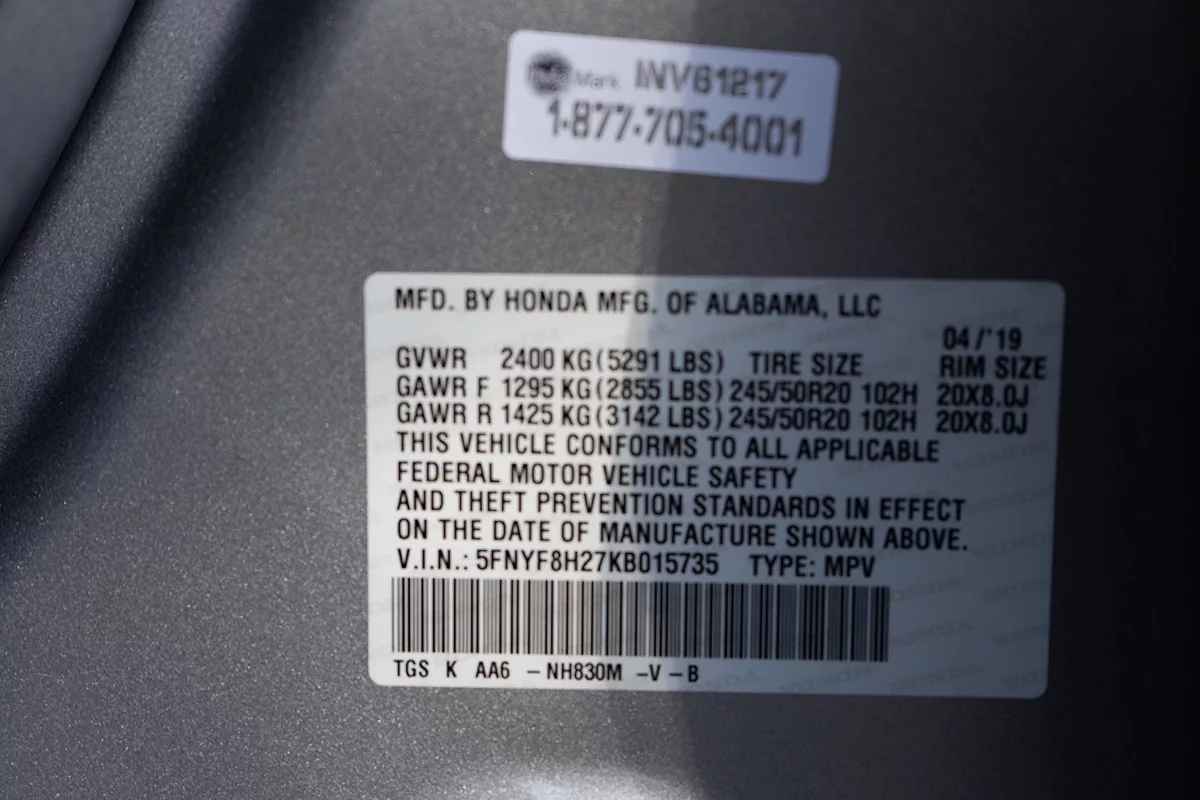 Mark INV61217
1-877-705-4001
MFD. BY HONDA MFG. OF ALABAMA, LLC
04/'19
GVWR 2400 KG (5291 LBS) TIRE SIZE RIM SIZE
GAWR F 1295 KG (2855 LBS) 245/50R20 102H 20X8.0J
GAWR R 1425 KG (3142 LBS) 245/50R20 102H 20X8.0J
THIS VEHICLE CONFORMS TO ALL APPLICABLE
FEDERAL MOTOR VEHICLE SAFETY
AND THEFT PREVENTION STANDARDS IN EFFECT
ON THE DATE OF MANUFACTURE SHOWN ABOVE.
V.I.N.: 5FNYF8H27KB015735 TYPE: MPV
TGS K AA6 -NH830M -V-B